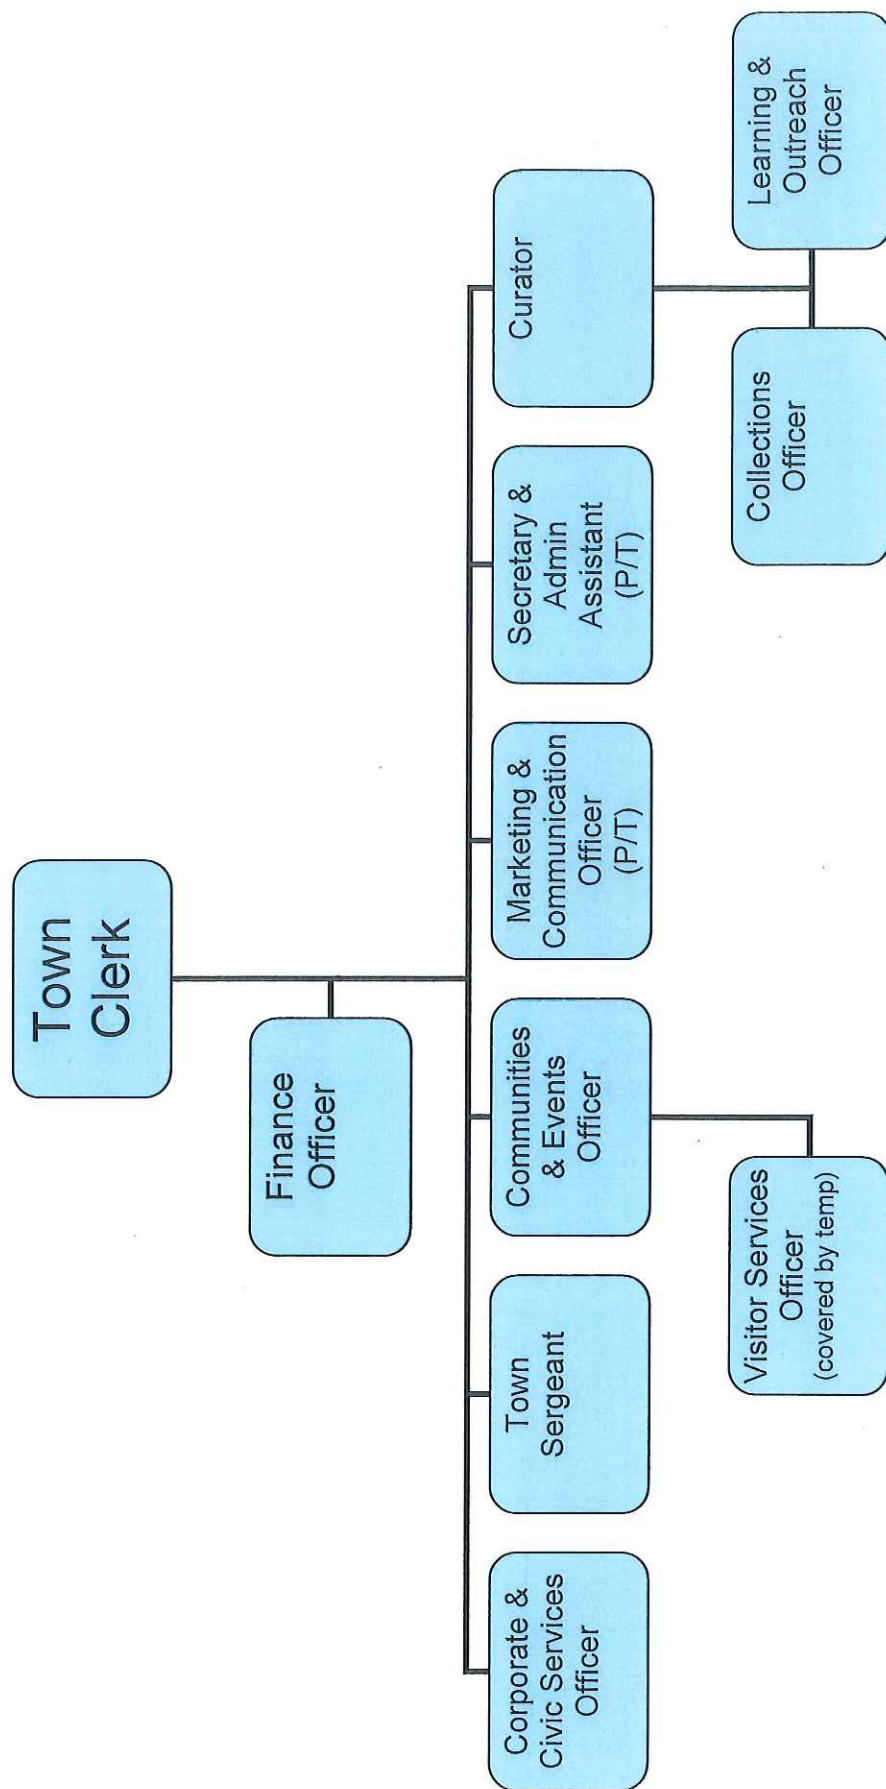 Town
Clerk
Finance
Officer
Corporate &
Civic Services
Officer
Town
Sergeant
Communities
& Events
Officer
Marketing &
Communication
Officer
(P/T)
Secretary &
Admin
Assistant
(P/T)
Curator
Visitor Services
Officer
(covered by temp)
Collections
Officer
Learning &
Outreach
Officer